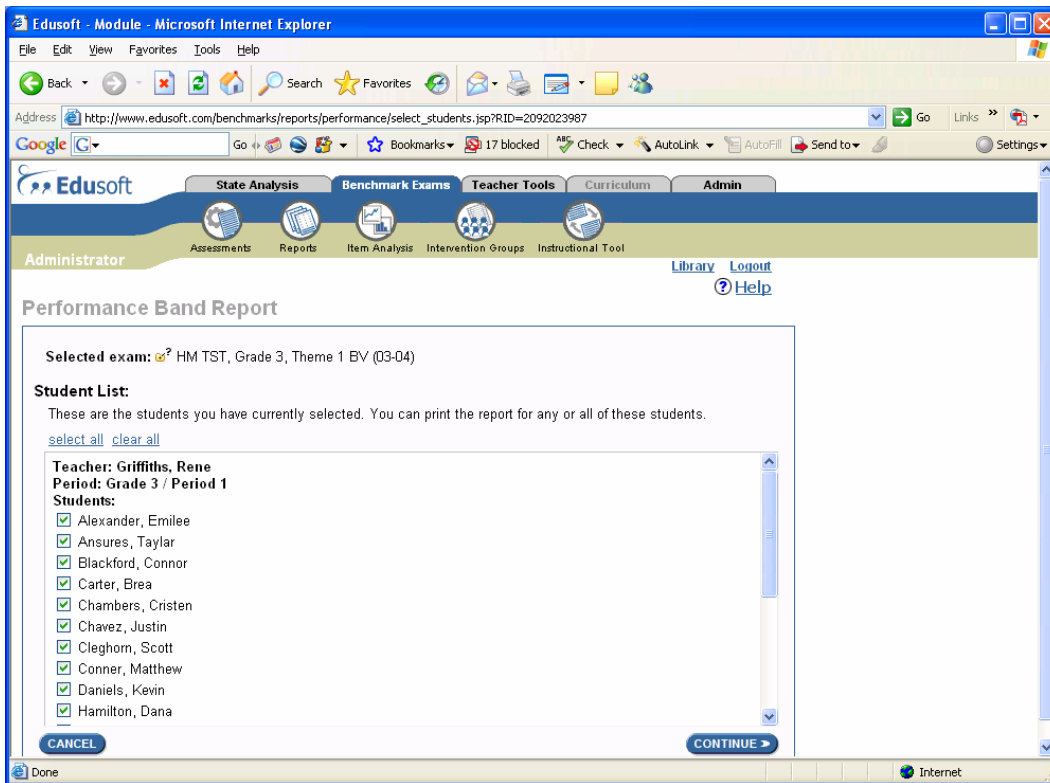 Edusoft - Module - Microsoft Internet Explorer
File Edit View Favorites Tools Help
Back Search Favorites
Address http://www.edusoft.com/benchmarks/reports/performance/select_students.jsp?RID=2092023987 Go Links »
Google G Go Bookmarks 17 blocked ABC Check AutoLink AutoFill Send to Settings
Edusoft State Analysis Benchmark Exams Teacher Tools Curriculum Admin
Assessments Reports Item Analysis Intervention Groups Instructional Tool
Administrator
Library Logout
? Help
Performance Band Report
Selected exam: ? HM TST, Grade 3, Theme 1 BV (03-04)
Student List:
These are the students you have currently selected. You can print the report for any or all of these students.
select all clear all
Teacher: Griffiths, Rene
Period: Grade 3 / Period 1
Students:
Alexander, Emilee
Ansures, Taylar
Blackford, Connor
Carter, Brea
Chambers, Cristen
Chavez, Justin
Cleghorn, Scott
Conner, Matthew
Daniels, Kevin
Hamilton, Dana
CANCEL CONTINUE
Done Internet